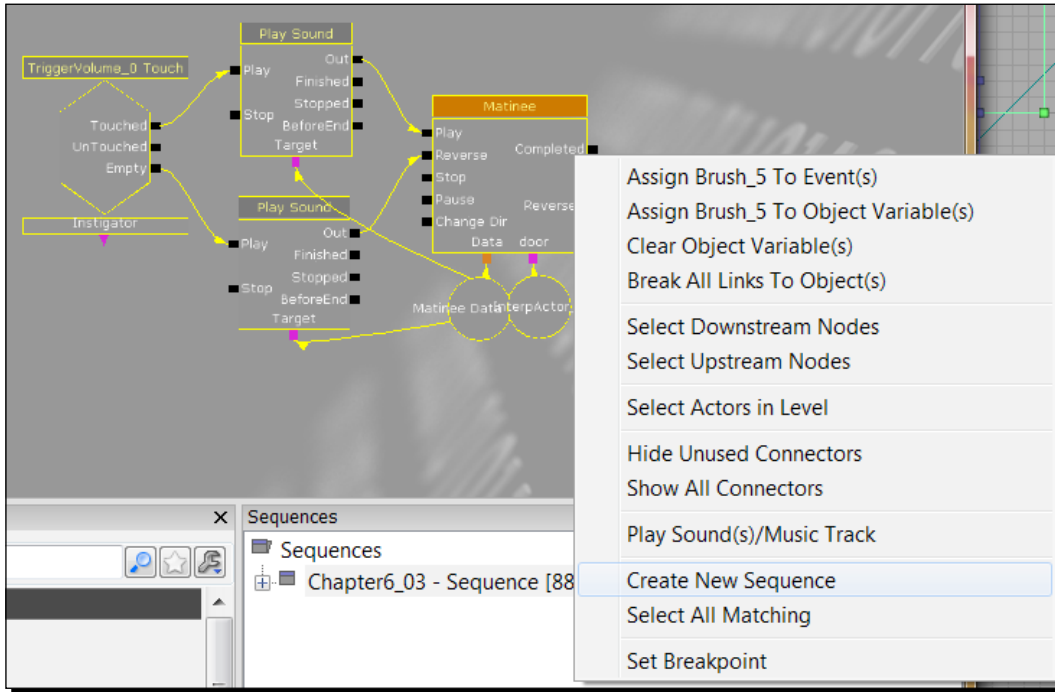 Play Sound
Out
Play
Finished
Stopped
Stop
BeforeEnd
Target
TriggerVolume_0 Touch
Touched
UnTouched
Empty
Instigator
Matinee
Play
Reverse
Completed
Stop
Pause
Reverse
Change Dir
Data door
Play Sound
Out
Play
Finished
Stopped
Stop
BeforeEnd
Target
Matinee Data
InterpActor_
Assign Brush_5 To Event(s)
Assign Brush_5 To Object Variable(s)
Clear Object Variable(s)
Break All Links To Object(s)
Select Downstream Nodes
Select Upstream Nodes
Select Actors in Level
Hide Unused Connectors
Show All Connectors
Play Sound(s)/Music Track
Create New Sequence
Select All Matching
Set Breakpoint
Sequences
Sequences
Chapter6_03 - Sequence [88